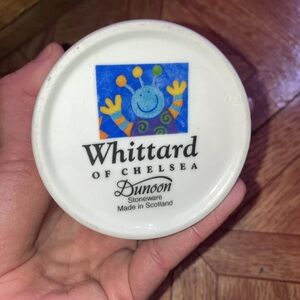 Whittard
OF CHELSEA
Dunoon
Stoneware
Made in Scotland